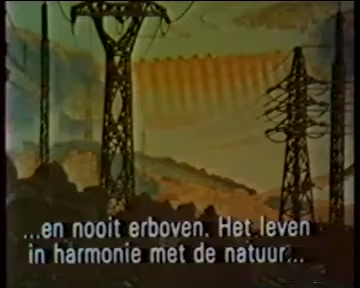 ...en nooit erboven. Het leven
in harmonie met de natuur...